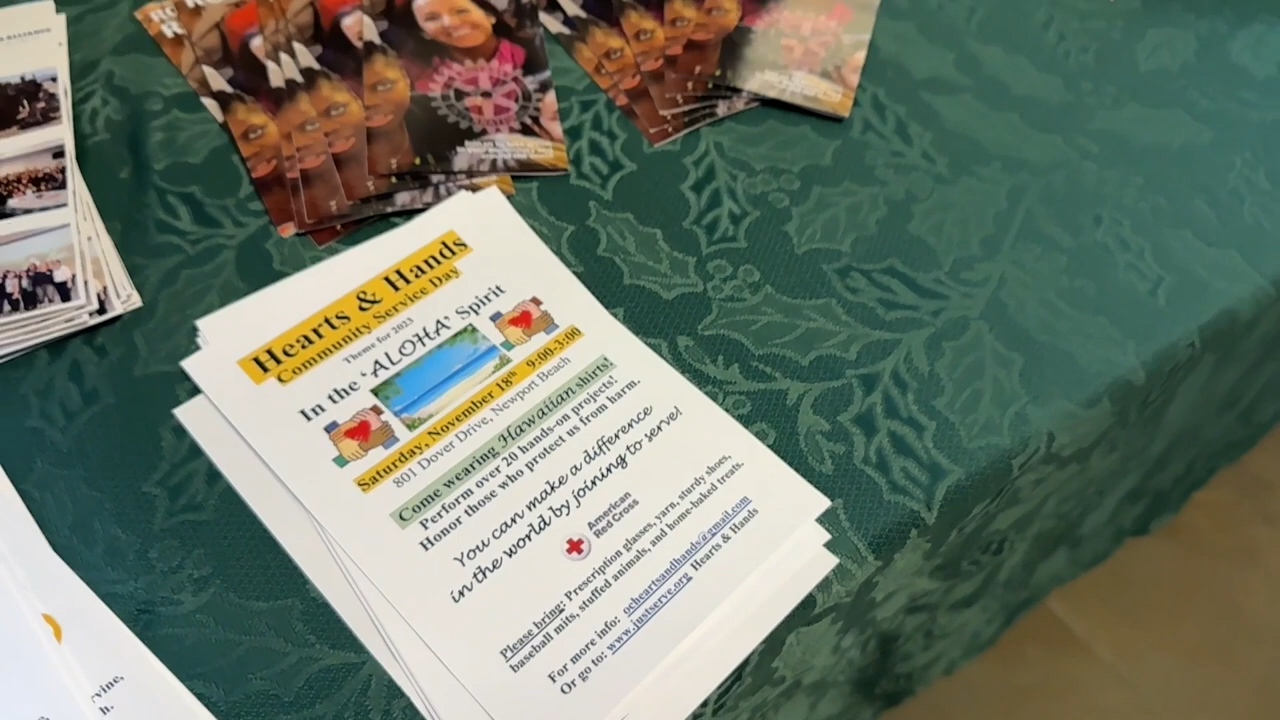 ALLIANCE
Hearts & Hands
Community Service Day
Theme for 2023
In the 'ALOHA' Spirit
Saturday, November 18th 9:00-3:00
801 Dover Drive, Newport Beach
Come wearing Hawaiian shirts!
Perform over 20 hands-on projects!
Honor those who protect us from harm.
You can make a difference
in the world by joining to serve!
American
Red Cross
Please bring: Prescription glasses, yarn, sturdy shoes,
baseball mits, stuffed animals, and home-baked treats.
For more info: ocheartsandhands@gmail.com
Or go to: www.justserve.org Hearts & Hands
rvine,
h.